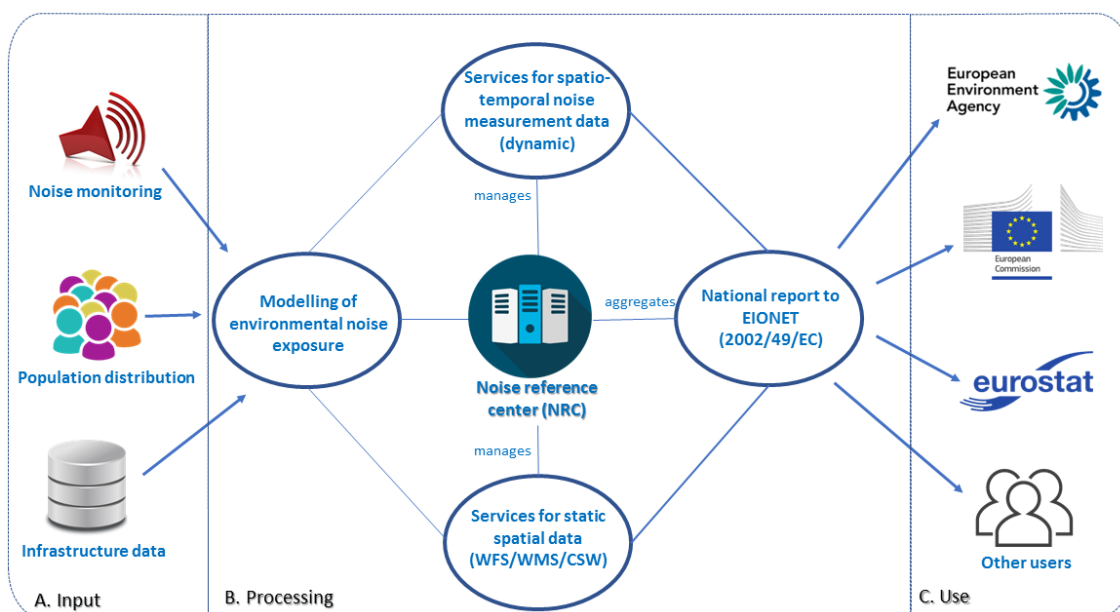 Noise monitoring
Population distribution
Infrastructure data
A. Input
Services for spatio-
temporal noise
measurement data
(dynamic)
manages
Modelling of
environmental noise
exposure
Noise reference
center (NRC)
aggregates
National report to
EIONET
(2002/49/EC)
manages
Services for static
spatial data
(WFS/WMS/CSW)
B. Processing
European
Environment
Agency
European
Commission
eurostat
Other users
C. Use